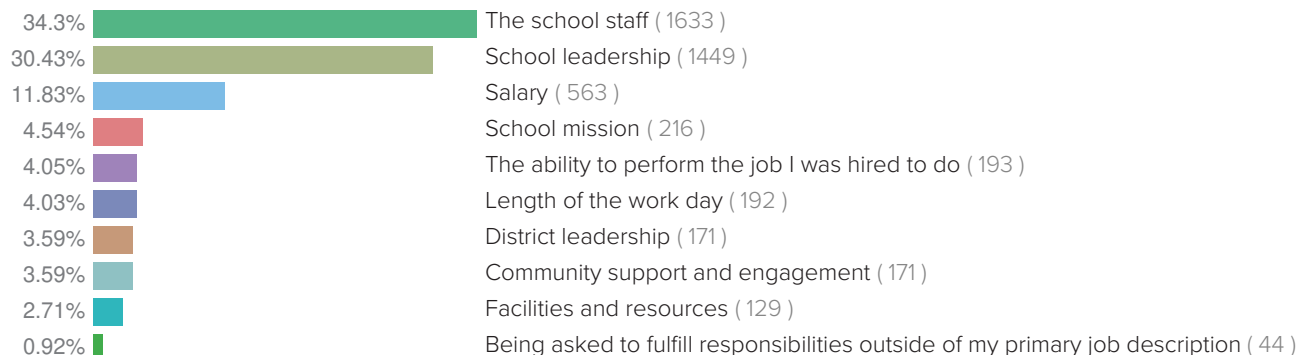 34.3% The school staff ( 1633 )
30.43% School leadership ( 1449 )
11.83% Salary ( 563 )
4.54% School mission ( 216 )
4.05% The ability to perform the job I was hired to do ( 193 )
4.03% Length of the work day ( 192 )
3.59% District leadership ( 171 )
3.59% Community support and engagement ( 171 )
2.71% Facilities and resources ( 129 )
0.92% Being asked to fulfill responsibilities outside of my primary job description ( 44 )